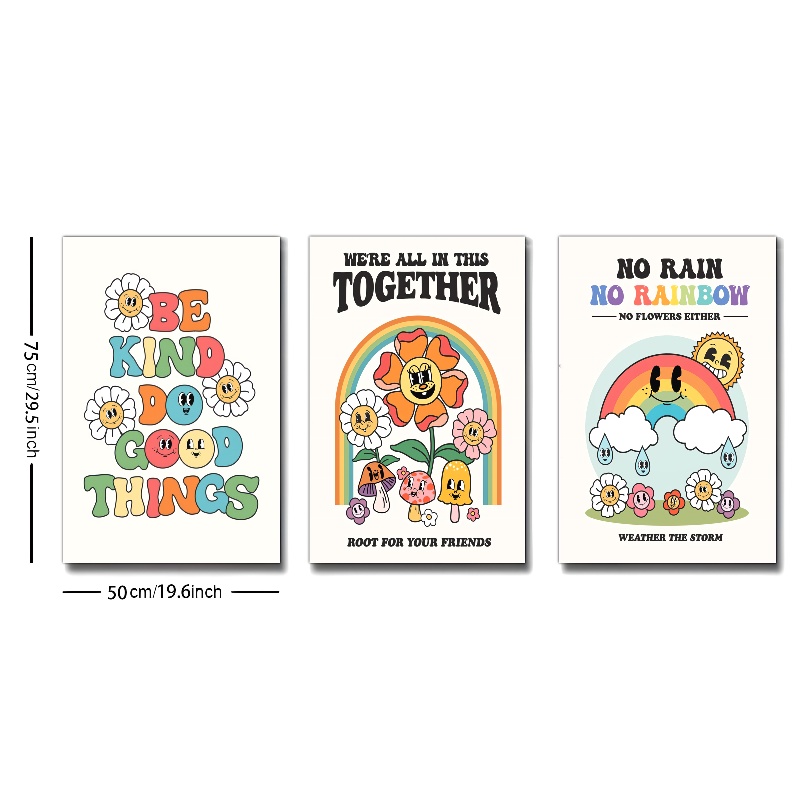 75cm/29.5inch
50cm/19.6inch
BE
KIND
DO
GOOD
THINGS
WE'RE ALL IN THIS
TOGETHER
ROOT FOR YOUR FRIENDS
NO RAIN
NO RAINBOW
NO FLOWERS EITHER
WEATHER THE STORM